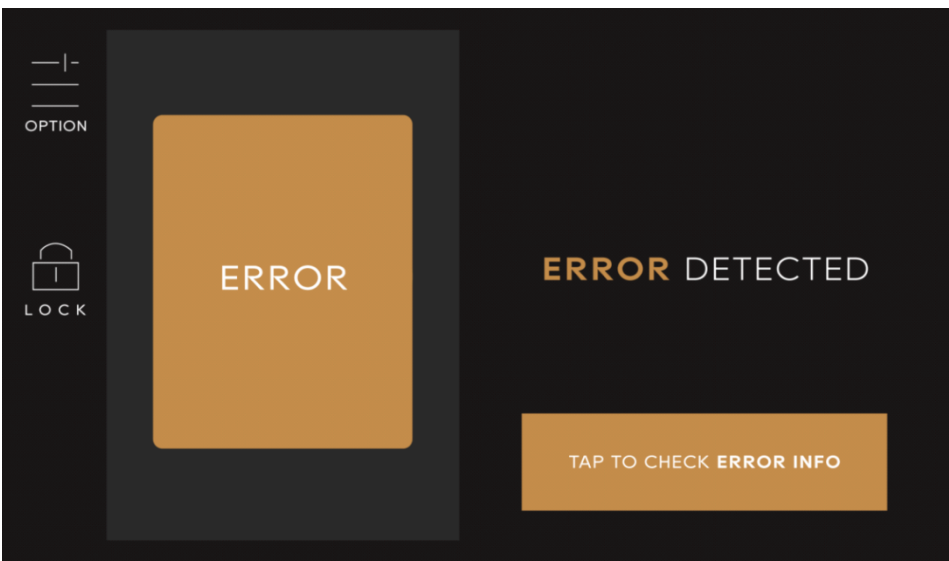 OPTION
LOCK
ERROR
ERROR DETECTED
TAP TO CHECK ERROR INFO